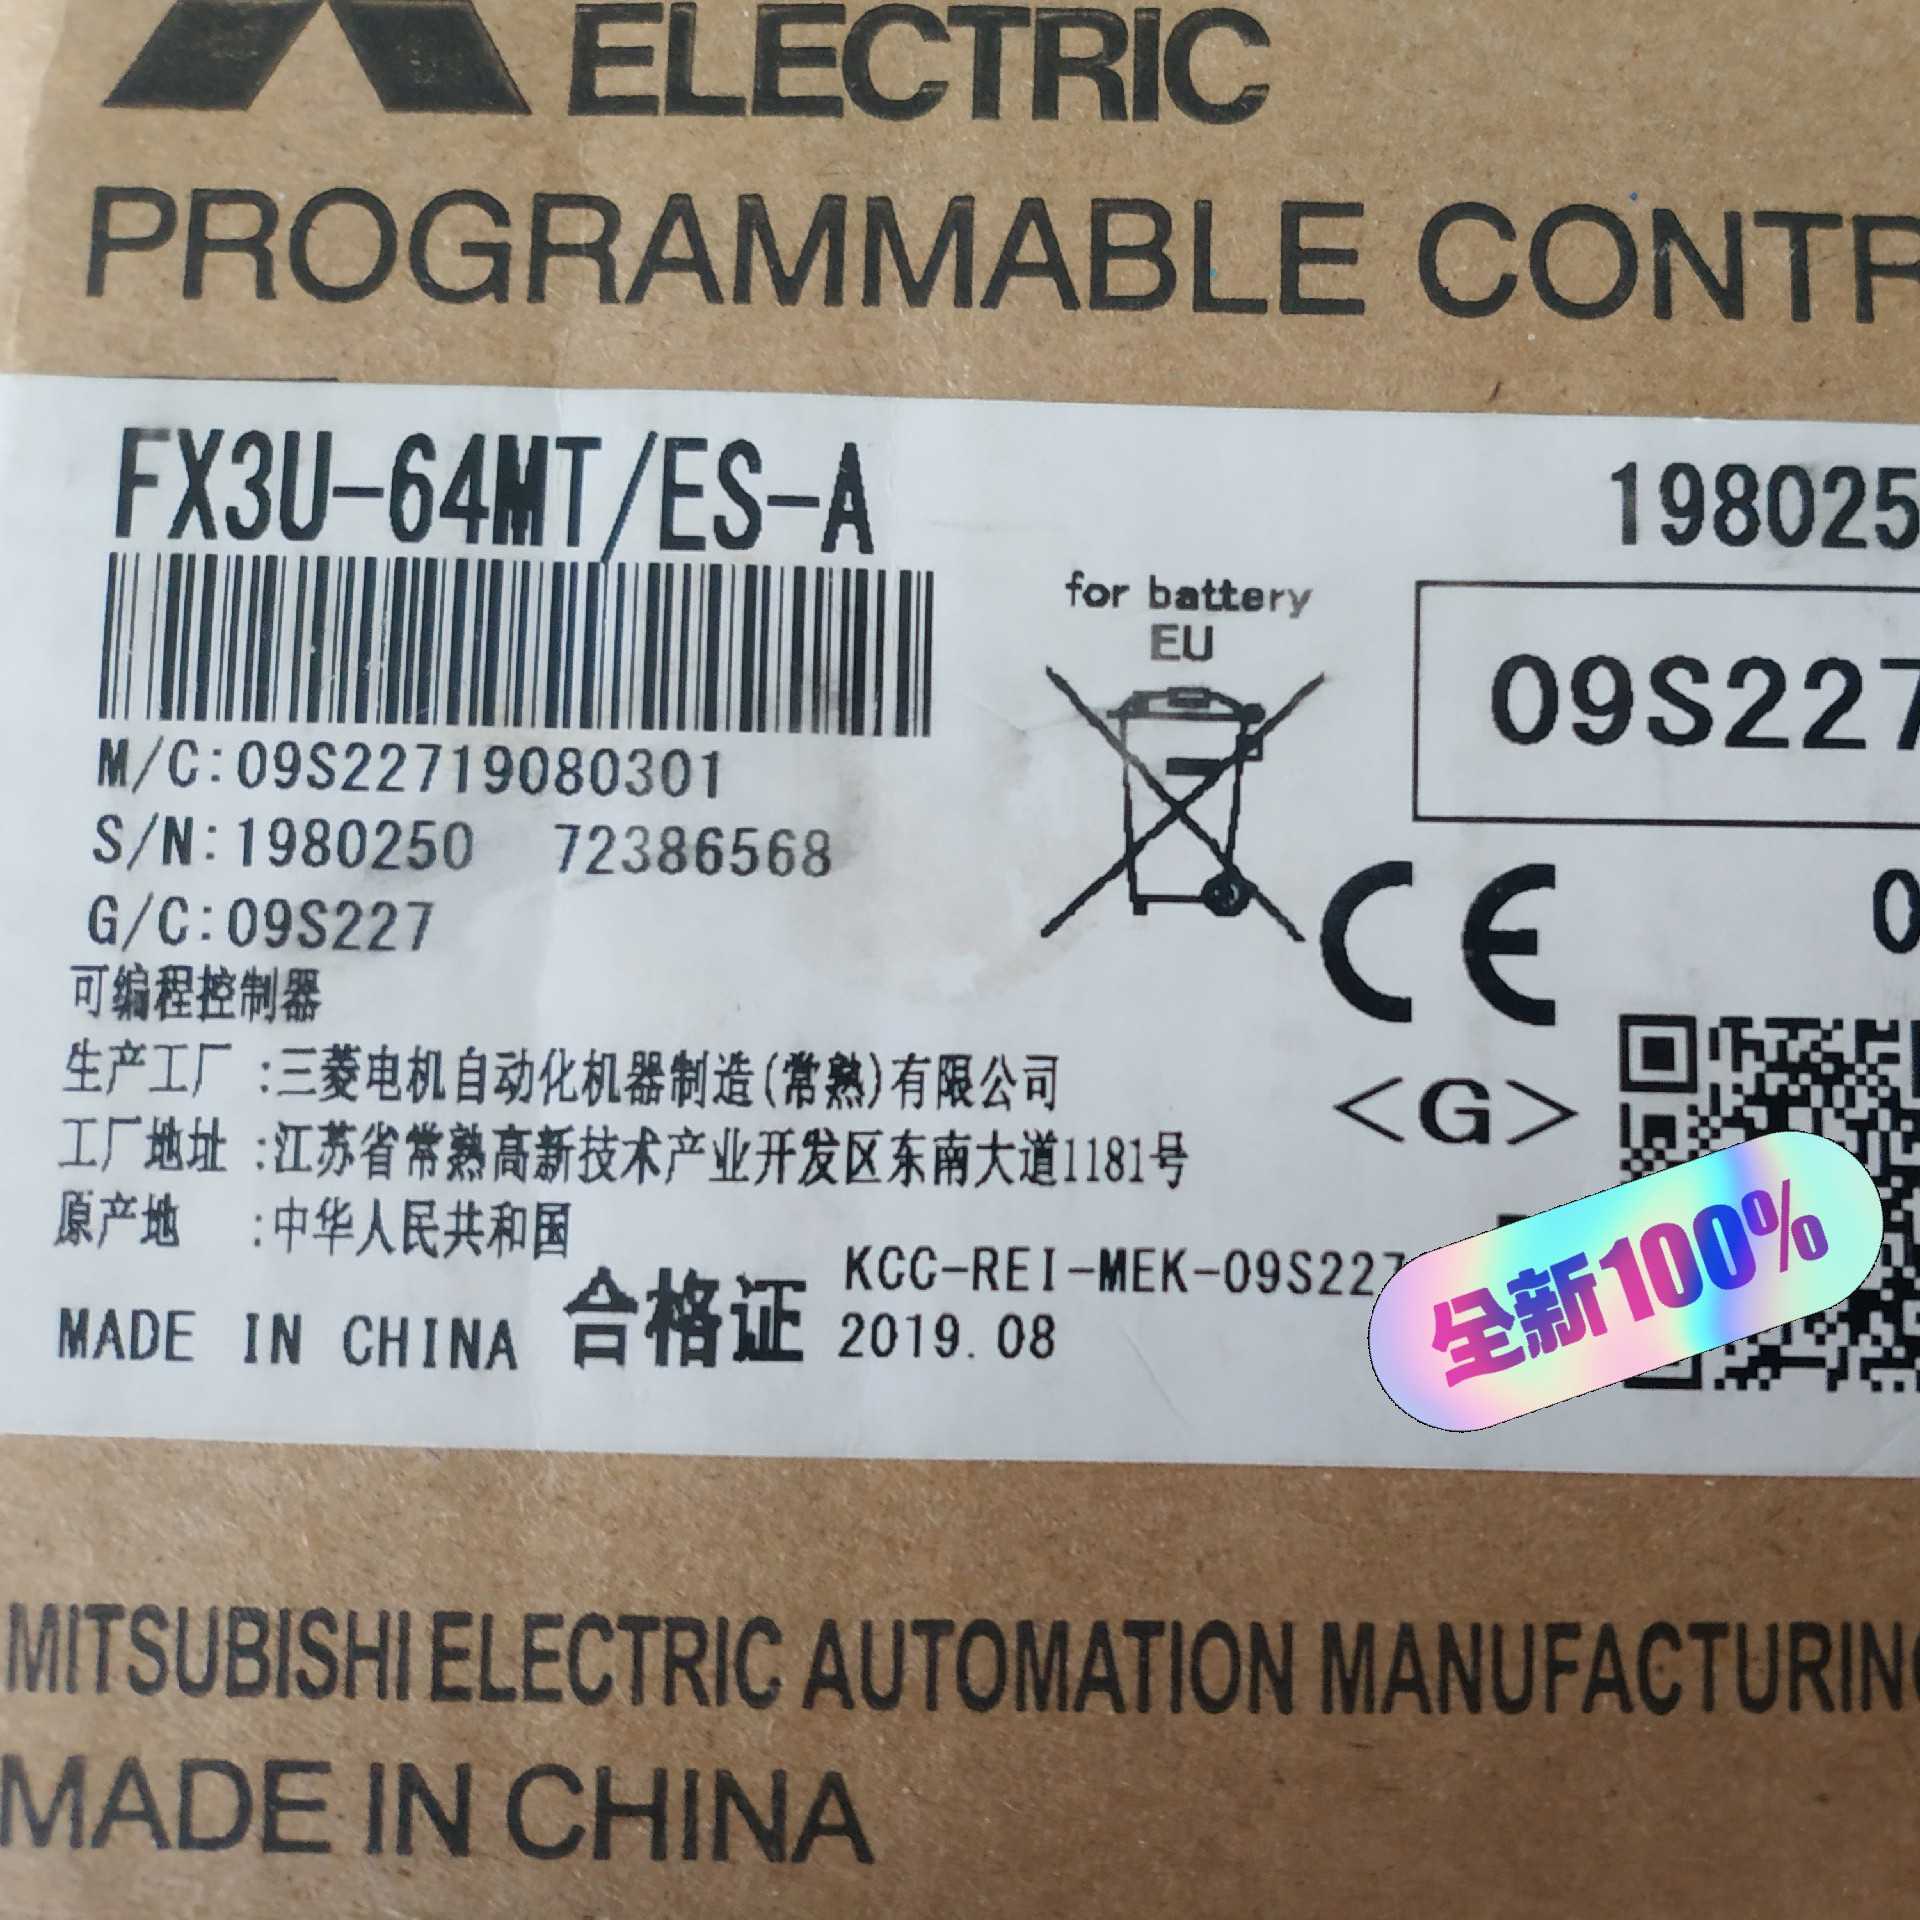 ELECTRIC
PROGRAMMABLE CONTR
FX3U-64MT/ES-A
198025
for battery
EU
09S227
M/C:09S22719080301
S/N:1980250 72386568
G/C:09S227
0
可编程控制器
生产工厂 :三菱电机自动化机器制造(常熟)有限公司
<G>
工厂地址 :江苏省常熟高新技术产业开发区东南大道1181号
原产地 :中华人民共和国
MADE IN CHINA
合格证
KCC-REI-MEK-09S227
2019.08
全新100%
MITSUBISHI ELECTRIC AUTOMATION MANUFACTURING
MADE IN CHINA